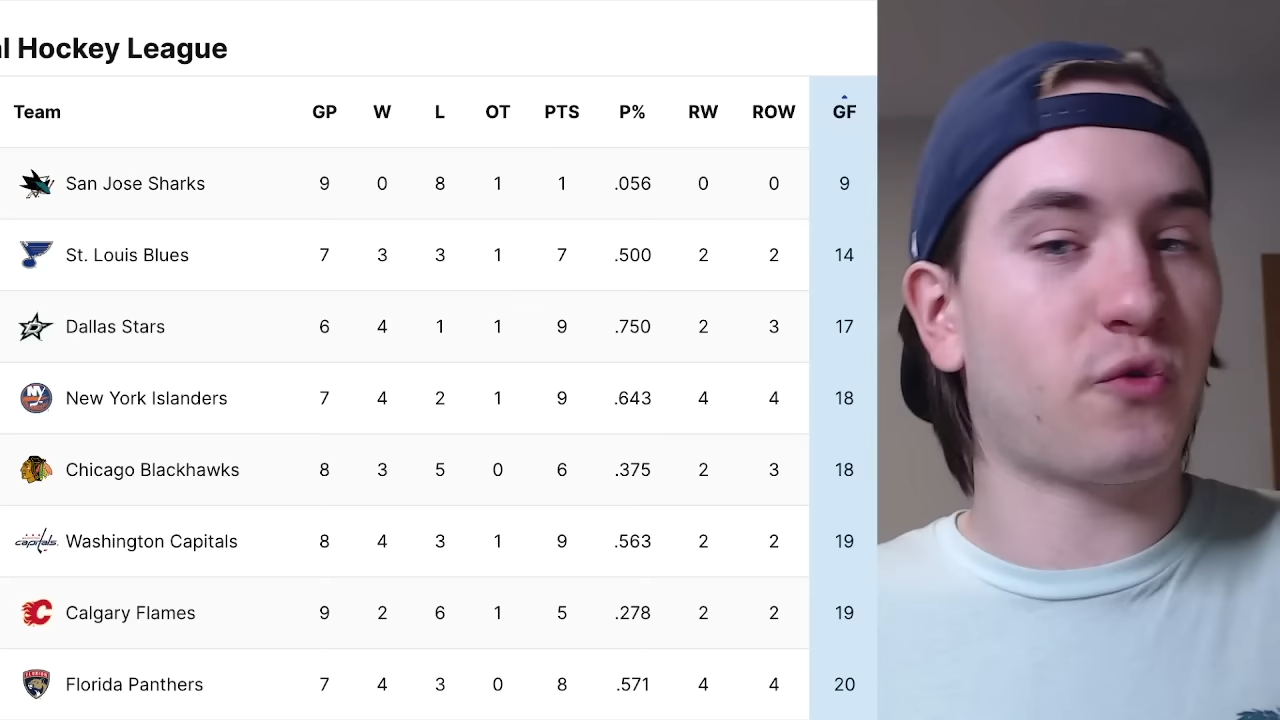 l Hockey League
Team GP W L OT PTS P% RW ROW GF
San Jose Sharks 9 0 8 1 1 .056 0 0 9
St. Louis Blues 7 3 3 1 7 .500 2 2 14
Dallas Stars 6 4 1 1 9 .750 2 3 17
NY New York Islanders 7 4 2 1 9 .643 4 4 18
Chicago Blackhawks 8 3 5 0 6 .375 2 3 18
capitals. Washington Capitals 8 4 3 1 9 .563 2 2 19
C Calgary Flames 9 2 6 1 5 .278 2 2 19
FLORIDA Florida Panthers 7 4 3 0 8 .571 4 4 20